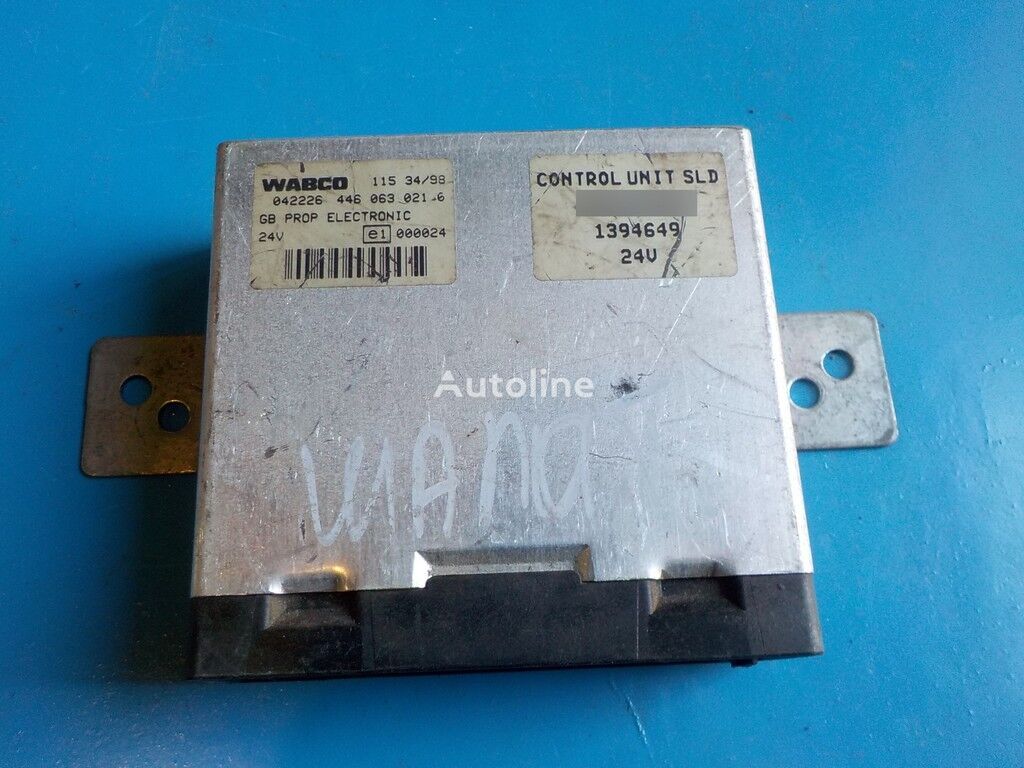 WABCO 115 34/98
042226 446 063 021 6
GB PROP ELECTRONIC
24V e1 000024
CONTROL UNIT SLD
1394649
24V
Autoline